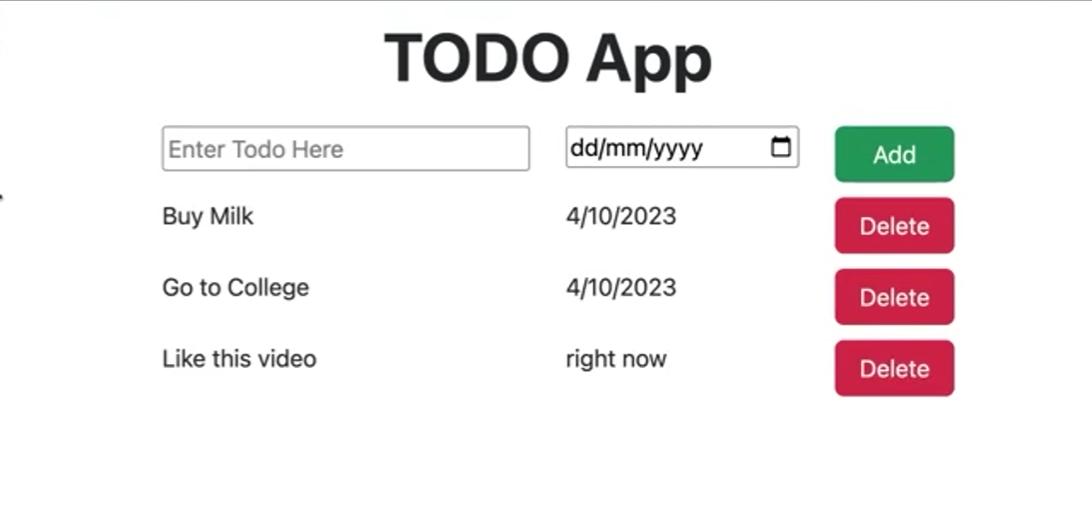 TODO App
Enter Todo Here dd/mm/yyyy Add
Buy Milk 4/10/2023 Delete
Go to College 4/10/2023 Delete
Like this video right now Delete